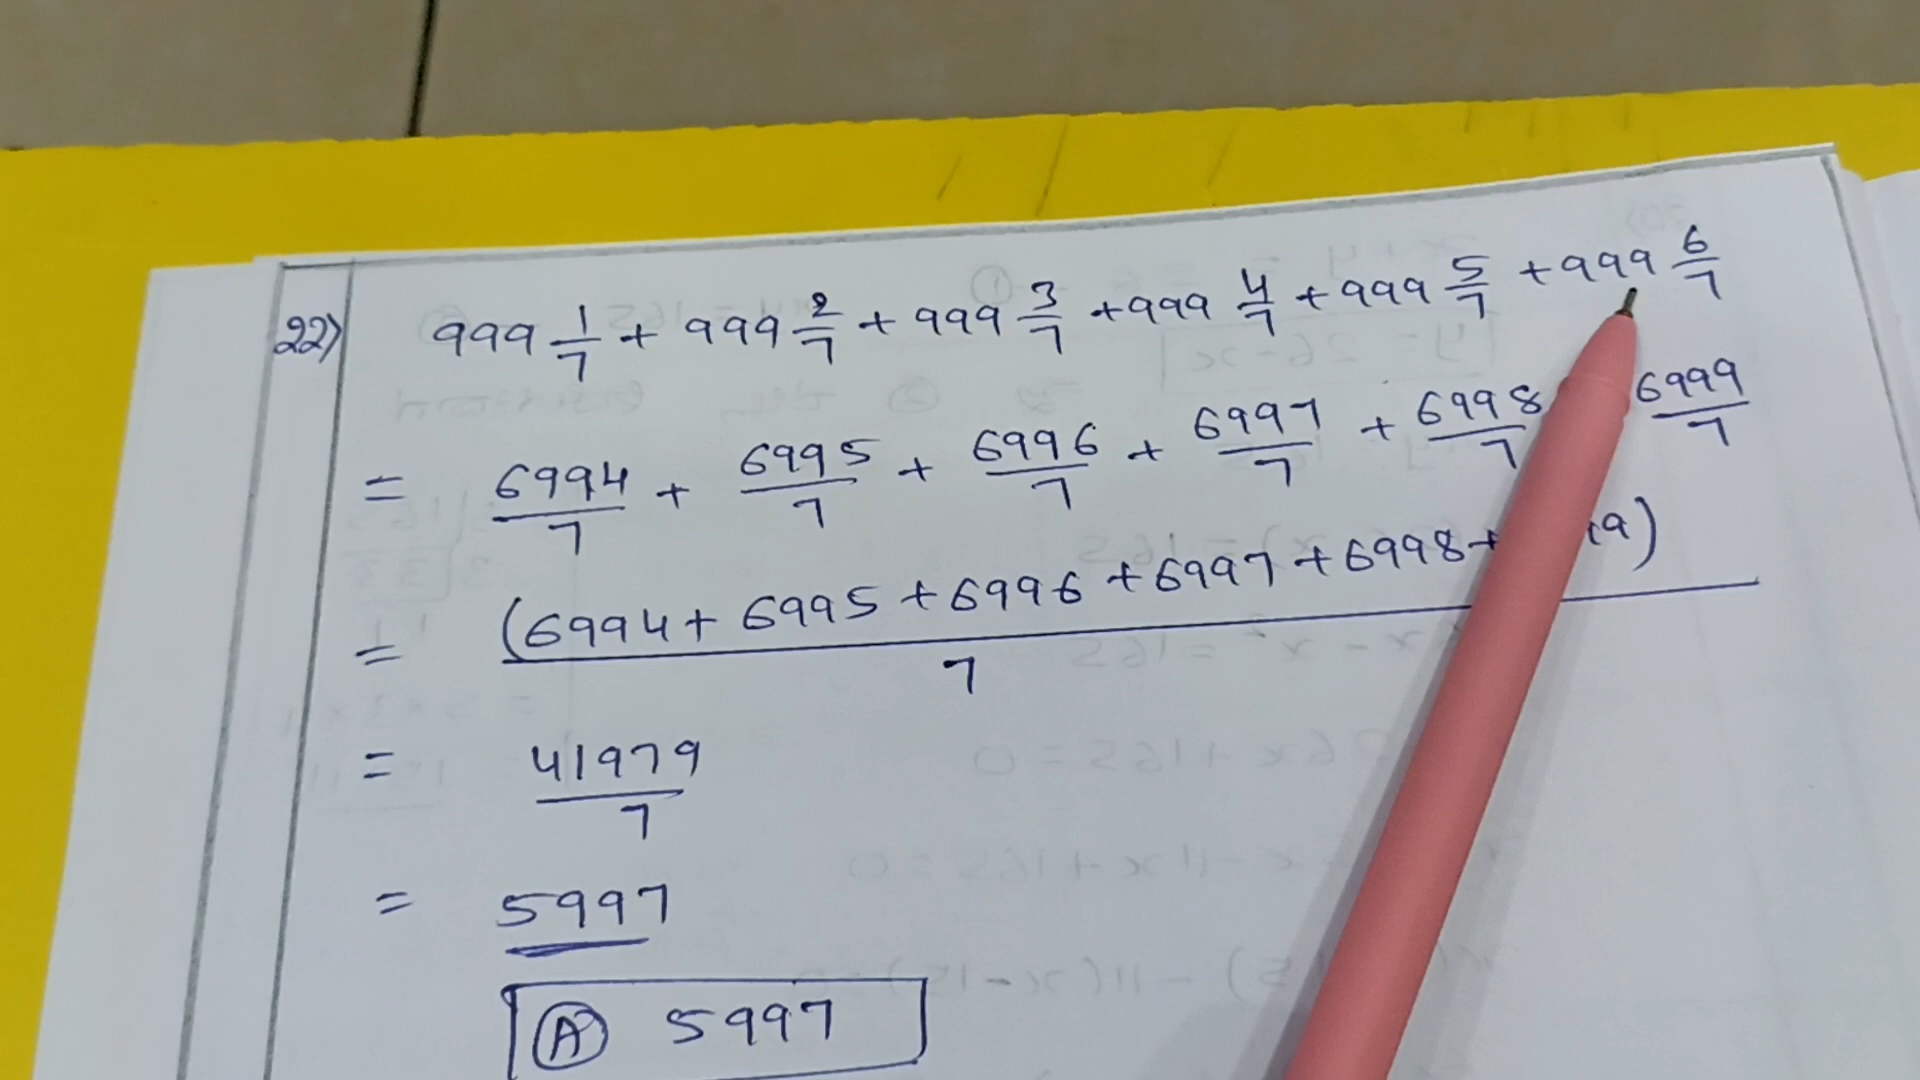 22) 999 1/7 + 999 2/7 + 999 3/7 + 999 4/7 + 999 5/7 + 999 6/7
= 6994/7 + 6995/7 + 6996/7 + 6997/7 + 6998/7 6999/7
= (6994 + 6995 + 6996 + 6997 + 6998 + 9)/7
= 41979/7
= 5997
(A) 5997